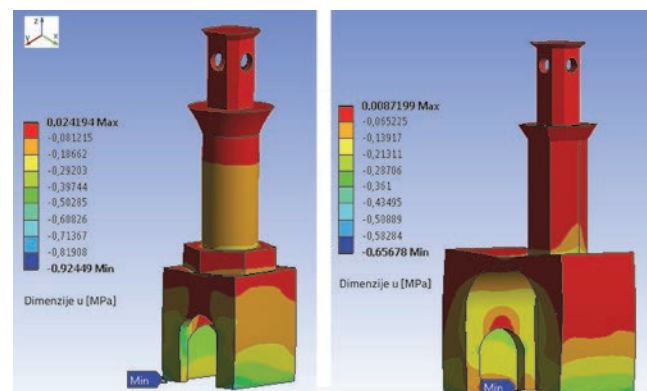 z
y
x
0.024194 Max
-0,081215
-0,18662
-0,29203
-0,39744
-0,50285
-0,60826
-0,71367
-0,81908
-0.92449 Min
Dimenzije u [MPa]
Min
0.0087199 Max
-0,065225
-0,13917
-0,21311
-0,28706
-0,361
-0,43495
-0,50889
-0,58284
-0.65678 Min
Dimenzije u [MPa]
Min